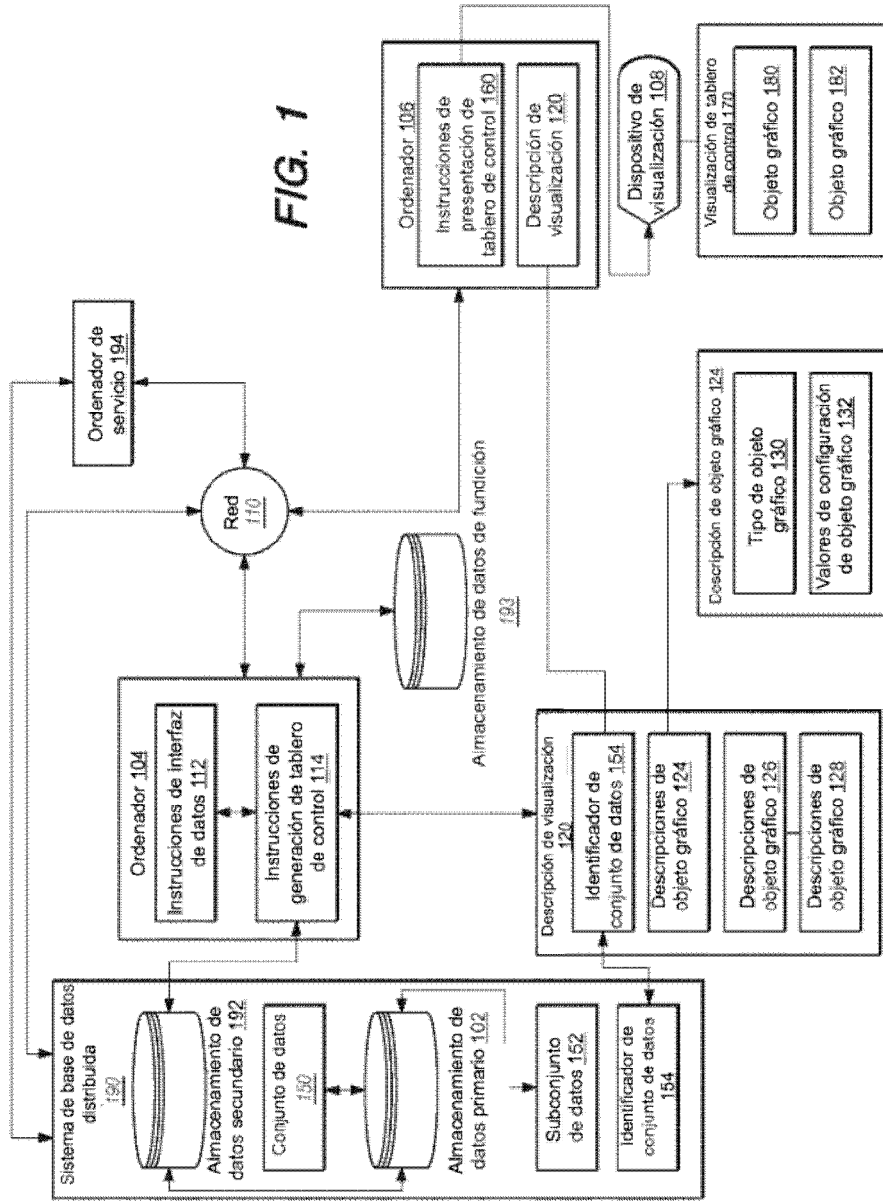 FIG. 1
Sistema de base de datos
distribuida
190
Almacenamiento de
datos secundario 192
Conjunto de datos
150
Almacenamiento de
datos primario 102
Subconjunto
de datos 152
Identificador de
conjunto de datos
154
Ordenador 104
Instrucciones de interfaz
de datos 112
Instrucciones de
generación de tablero
de control 114
Almacenamiento de datos de fundición
193
Red
110
Ordenador de
servicio 194
Ordenador 106
Instrucciones de
presentación de
tablero de control 160
Descripción de
visualización 120
Dispositivo de
visualización 108
Visualización de tablero
de control 170
Objeto gráfico 180
Objeto gráfico 182
Descripción de visualización
120
Identificador de
conjunto de datos 154
Descripciones de
objeto gráfico 124
Descripciones de
objeto gráfico 126
Descripciones de
objeto gráfico 128
Descripción de objeto gráfico 124
Tipo de objeto
gráfico 130
Valores de configuración
de objeto gráfico 132